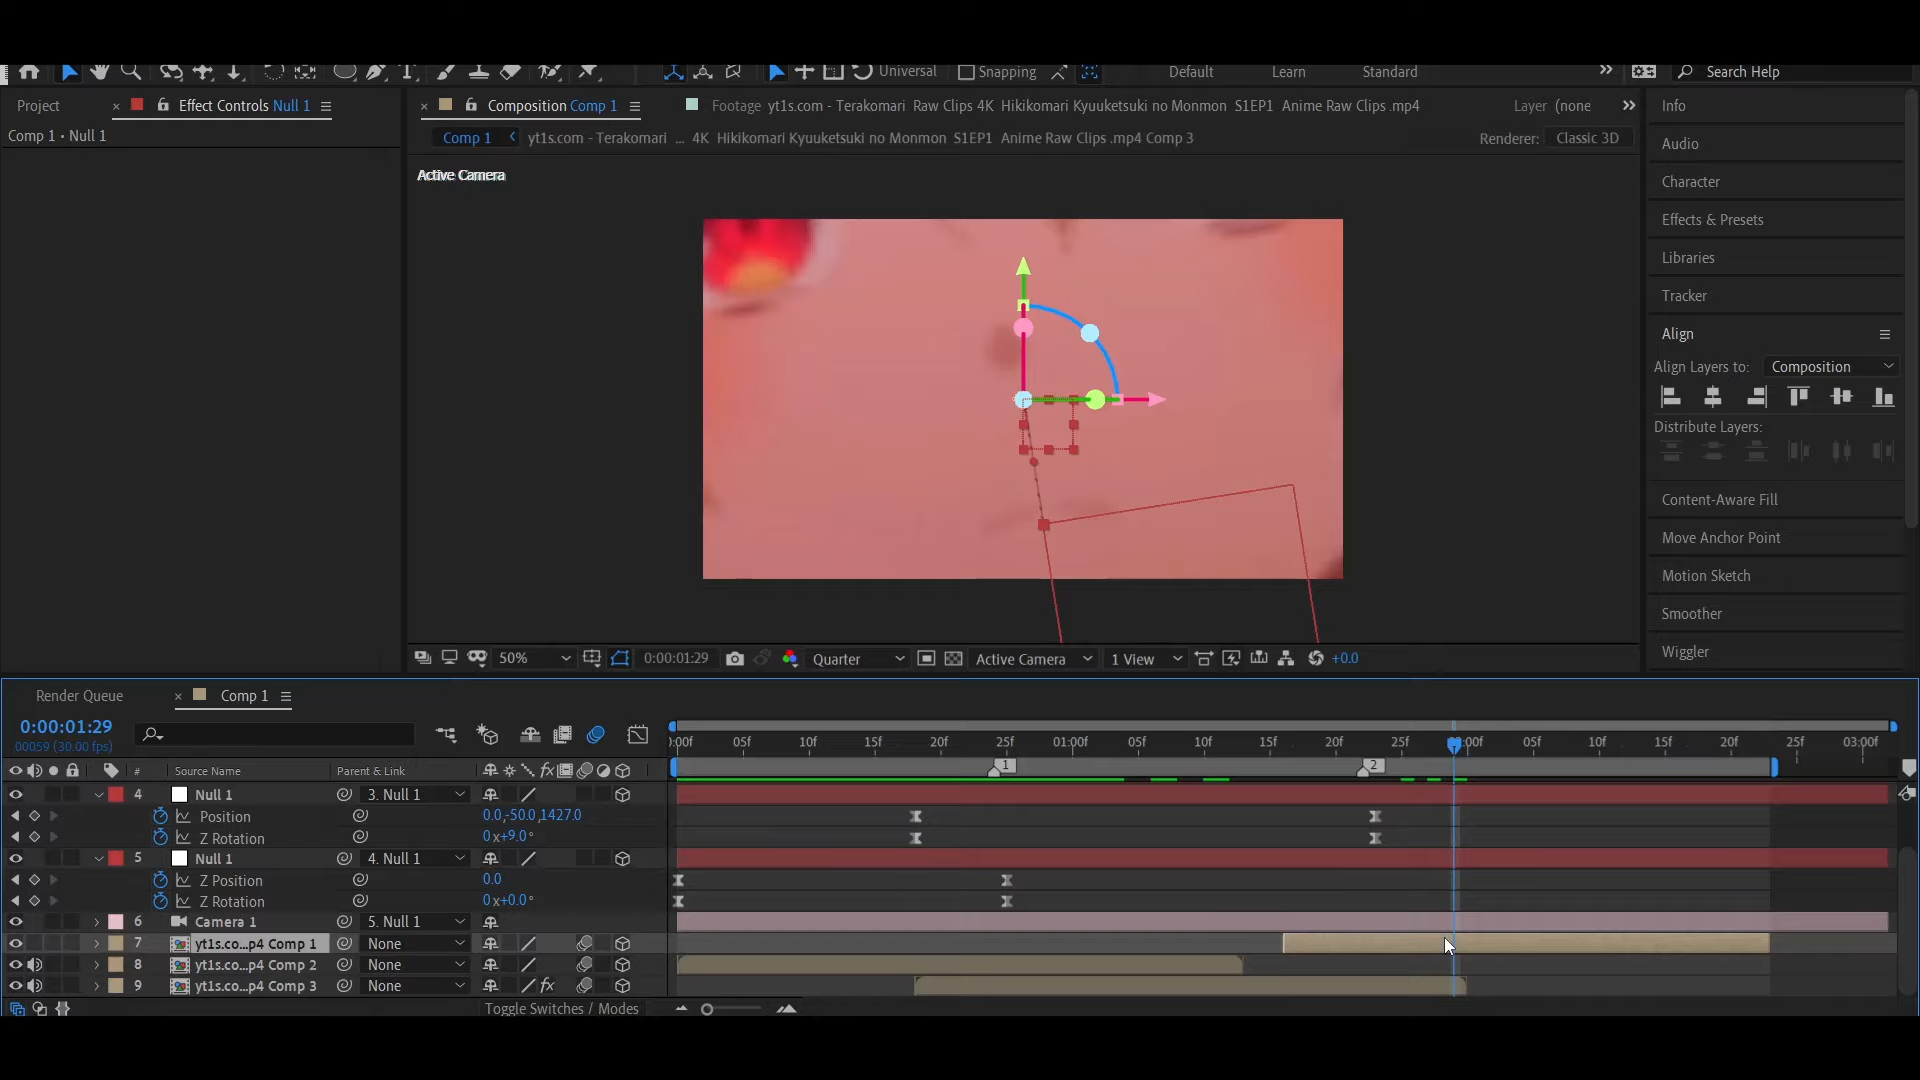 Universal
Snapping
Default
Learn
Standard
Search Help
Project
Effect Controls Null 1
Composition Comp 1
Footage yt1s.com - Terakomari Raw Clips 4K Hikikomari Kyuuketsuki no Monmon S1EP1 Anime Raw Clips .mp4
Layer (none
Info
Comp 1 • Null 1
Comp 1
yt1s.com - Terakomari ... 4K Hikikomari Kyuuketsuki no Monmon S1EP1 Anime Raw Clips .mp4 Comp 3
Renderer: Classic 3D
Audio
Active Camera
Character
Effects & Presets
Libraries
Tracker
Align
Align Layers to: Composition
Distribute Layers:
Content-Aware Fill
Move Anchor Point
Motion Sketch
Smoother
Wiggler
50%
0:00:01:29
Quarter
Active Camera
1 View
+0.0
Render Queue
Comp 1
0:00:01:29
00059 (30.00 fps)
:00f 05f 10f 15f 20f 25f 01:00f 05f 10f 15f 20f 25f :00f 05f 10f 15f 20f 25f 03:00f
1
2
# Source Name Parent & Link fx
4 Null 1 3. Null 1
Position 0.0,-50.0,1427.0
Z Rotation 0x+9.0°
5 Null 1 4. Null 1
Z Position 0.0
Z Rotation 0x+0.0°
6 Camera 1 5. Null 1
7 yt1s.co...p4 Comp 1 None
8 yt1s.co...p4 Comp 2 None
9 yt1s.co...p4 Comp 3 None fx
Toggle Switches / Modes